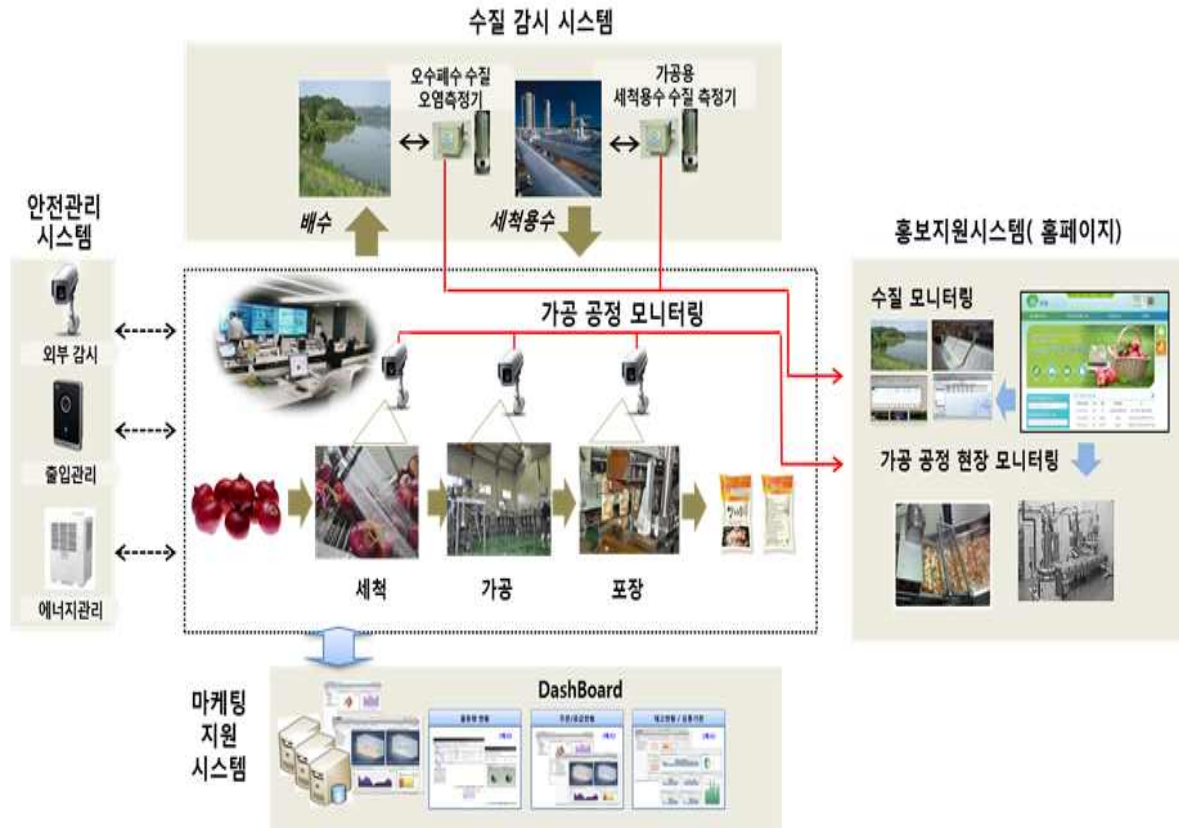 수질 감시 시스템
오수폐수 수질
오염측정기
가공용
세척용수 수질 측정기
배수
세척용수
안전관리
시스템
외부 감시
출입관리
에너지관리
가공 공정 모니터링
세척
가공
포장
홍보지원시스템( 홈페이지)
수질 모니터링
가공 공정 현장 모니터링
마케팅
지원
시스템
DashBoard